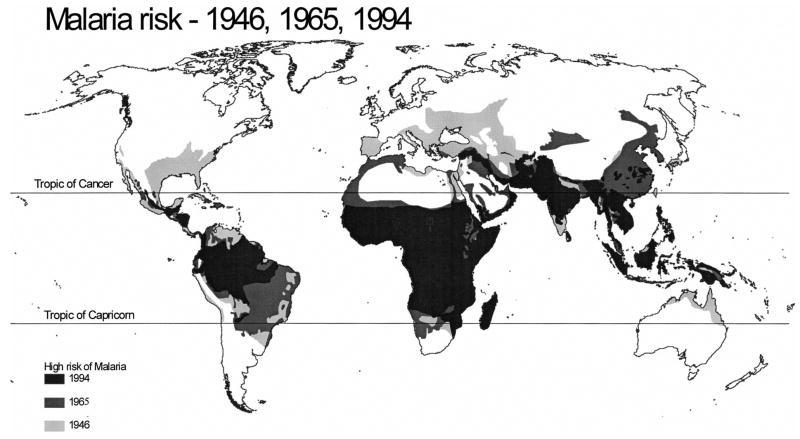 Malaria risk - 1946, 1965, 1994
Tropic of Cancer
Tropic of Capricorn
High risk of Malaria
1994
1965
1946